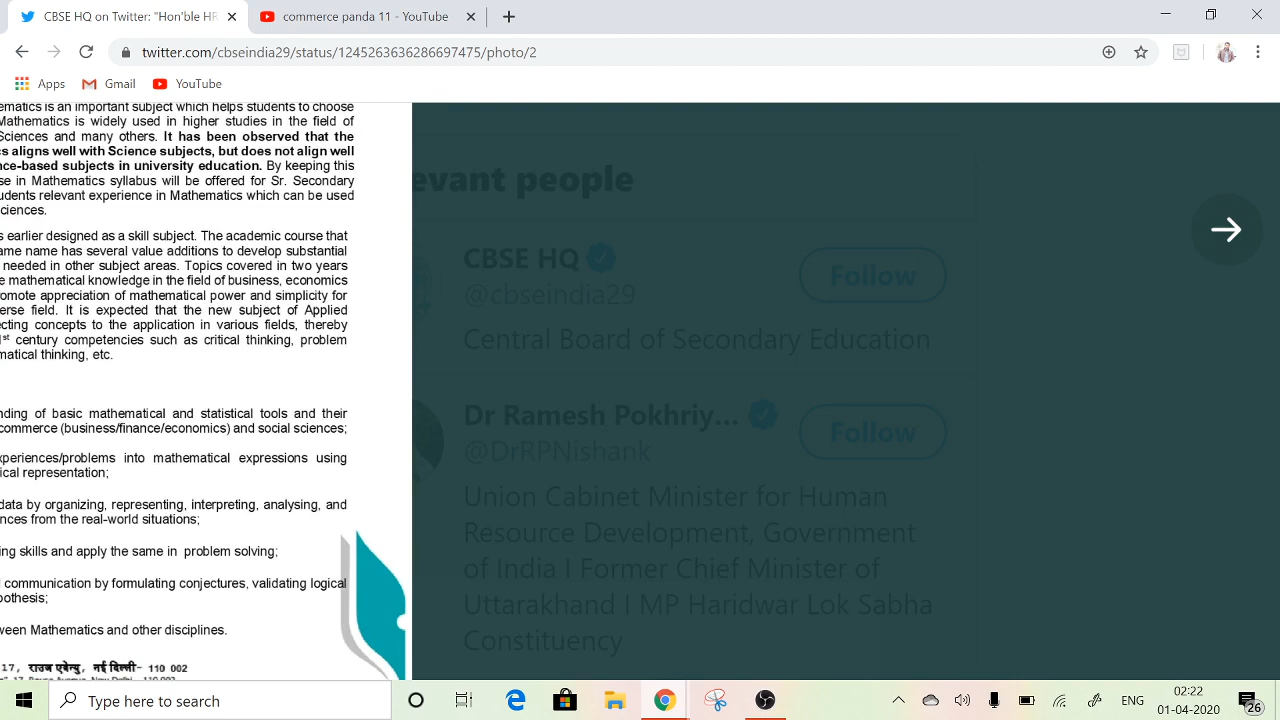 CBSE HQ on Twitter: "Hon'ble HR
commerce panda 11 - YouTube
twitter.com/cbseindia29/status/1245263636286697475/photo/2
Apps
Gmail
YouTube
ematics is an important subject which helps students to choose
Mathematics is widely used in higher studies in the field of
Sciences and many others. It has been observed that the
s aligns well with Science subjects, but does not align well
nce-based subjects in university education. By keeping this
se in Mathematics syllabus will be offered for Sr. Secondary
udents relevant experience in Mathematics which can be used
ciences.
s earlier designed as a skill subject. The academic course that
ame name has several value additions to develop substantial
needed in other subject areas. Topics covered in two years
e mathematical knowledge in the field of business, economics
omote appreciation of mathematical power and simplicity for
erse field. It is expected that the new subject of Applied
ecting concepts to the application in various fields, thereby
1st century competencies such as critical thinking, problem
matical thinking, etc.
nding of basic mathematical and statistical tools and their
commerce (business/finance/economics) and social sciences;
xperiences/problems into mathematical expressions using
ical representation;
data by organizing, representing, interpreting, analysing, and
nces from the real-world situations;
ing skills and apply the same in problem solving;
l communication by formulating conjectures, validating logical
pothesis;
ween Mathematics and other disciplines.
17, राउज एवेन्यु, नई दिल्ली- 110 002
evant people
CBSE HQ
Follow
@cbseindia29
Central Board of Secondary Education
Dr Ramesh Pokhriy...
Follow
@DrRPNishank
Union Cabinet Minister for Human
Resource Development, Government
of India I Former Chief Minister of
Uttarakhand I MP Haridwar Lok Sabha
Constituency
Type here to search
ENG
02:22
01-04-2020
26